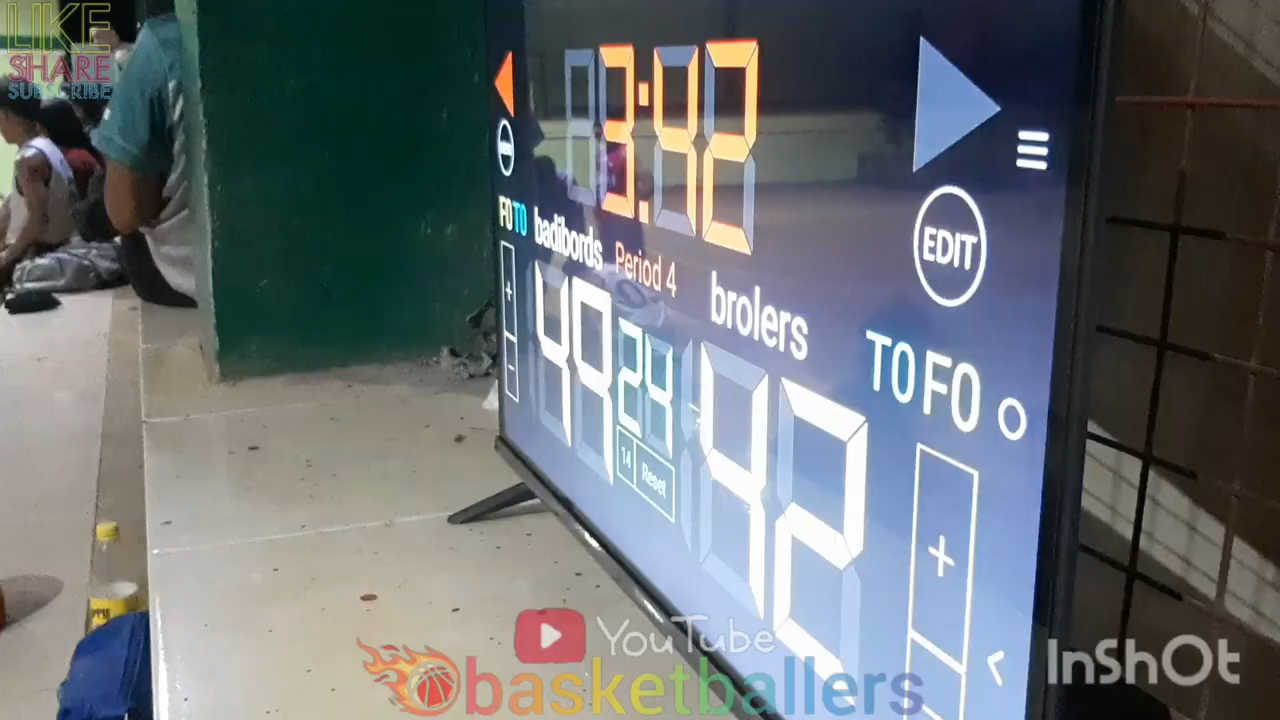 LIKE
SHARE
SUBSCRIBE
3:42
EDIT
FO TO
badibords
Period 4
brolers
TO FO
+
-
49
24
42
14
Reset
+
YouTube
basketballers
InShOt